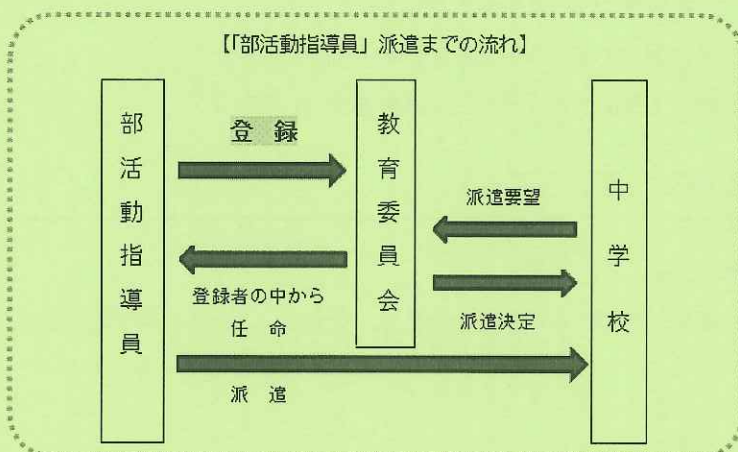 【「部活動指導員」派遣までの流れ】
部活動指導員
登 録
教育委員会
派遣要望
中学校
登録者の中から
任 命
派遣決定
派 遣